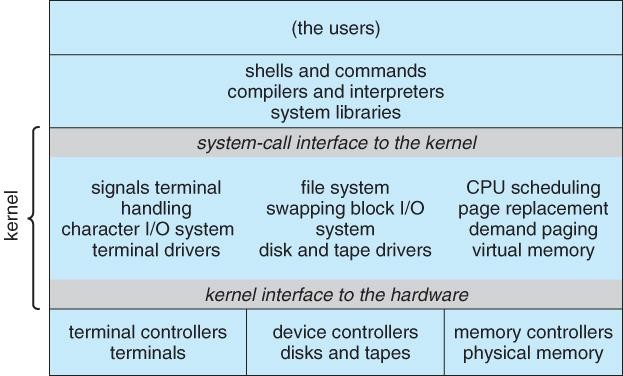 (the users)
shells and commands
compilers and interpreters
system libraries
kernel
system-call interface to the kernel
signals terminal
handling
character I/O system
terminal drivers
file system
swapping block I/O
system
disk and tape drivers
CPU scheduling
page replacement
demand paging
virtual memory
kernel interface to the hardware
terminal controllers
terminals
device controllers
disks and tapes
memory controllers
physical memory